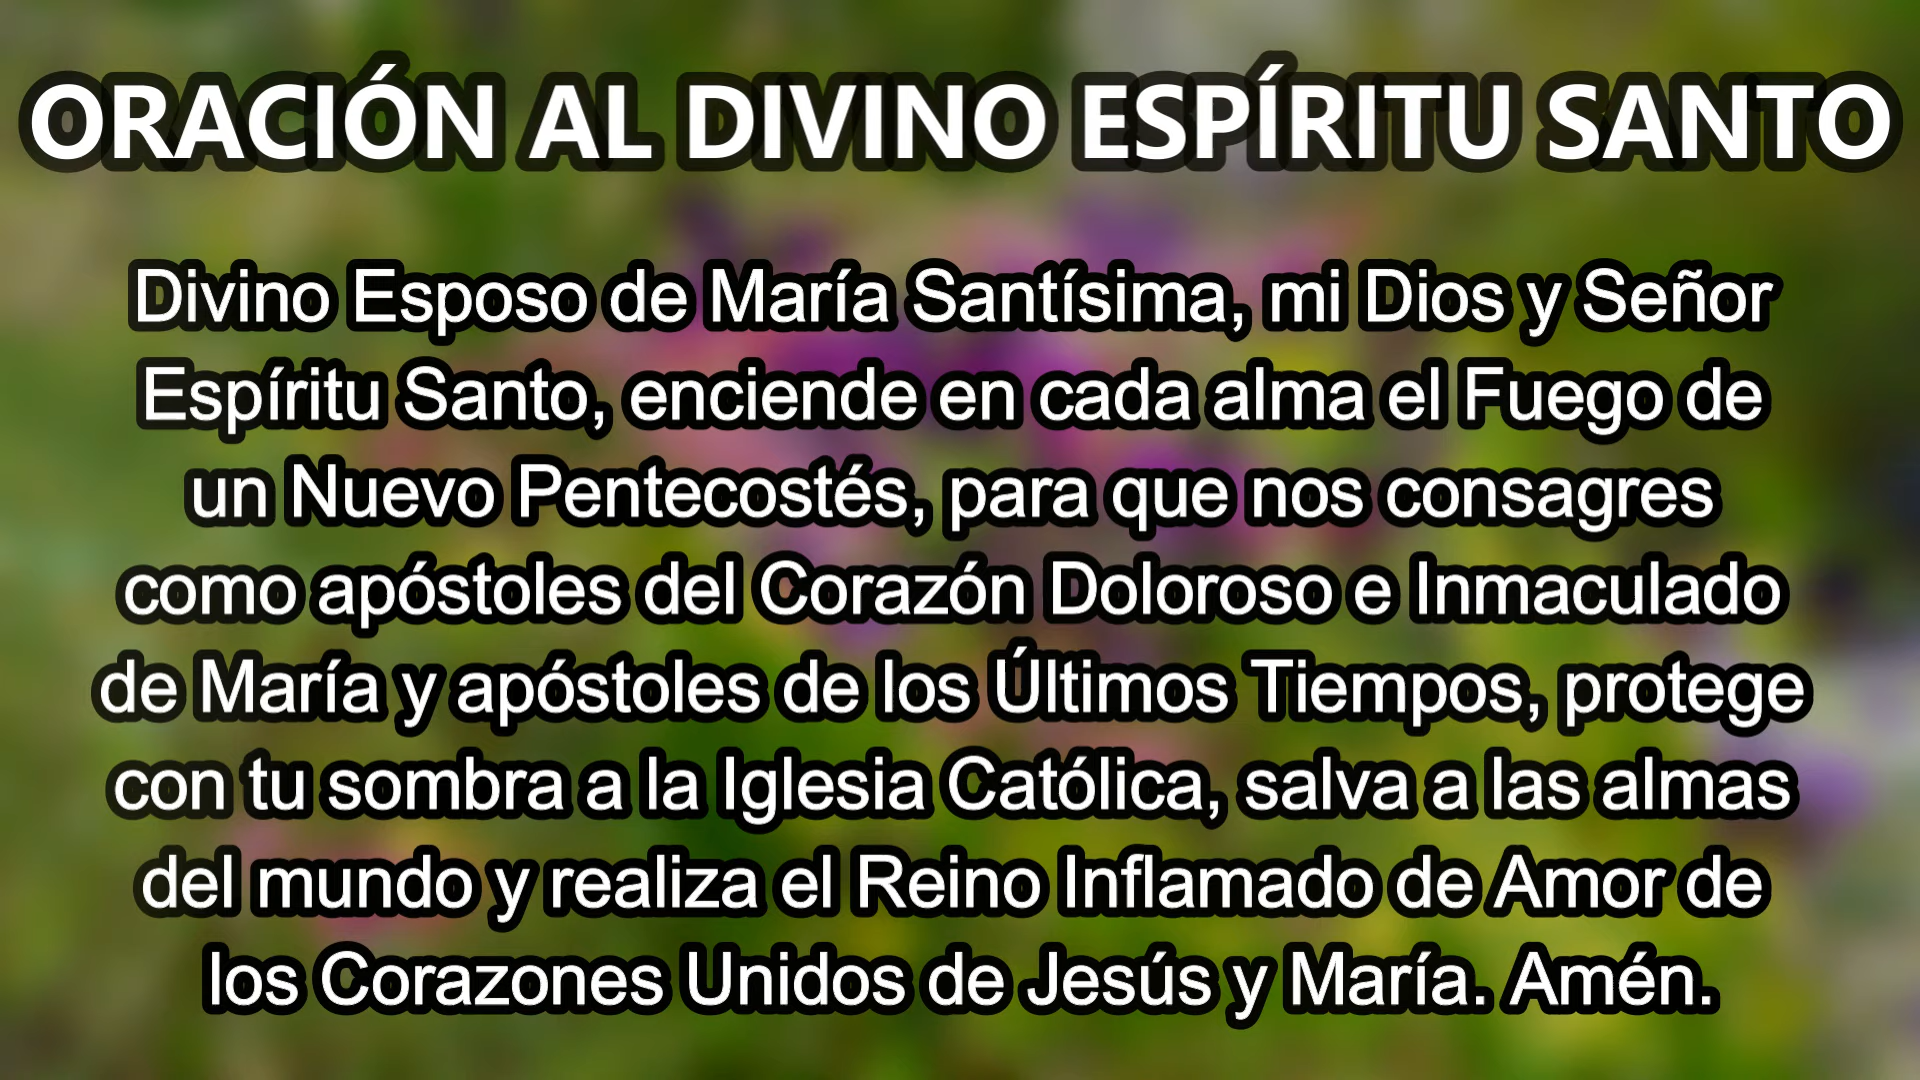 ORACIÓN AL DIVINO ESPÍRITU SANTO
Divino Esposo de María Santísima, mi Dios y Señor
Espíritu Santo, enciende en cada alma el Fuego de
un Nuevo Pentecostés, para que nos consagres
como apóstoles del Corazón Doloroso e Inmaculado
de María y apóstoles de los Últimos Tiempos, protege
con tu sombra a la Iglesia Católica, salva a las almas
del mundo y realiza el Reino Inflamado de Amor de
los Corazones Unidos de Jesús y María. Amén.